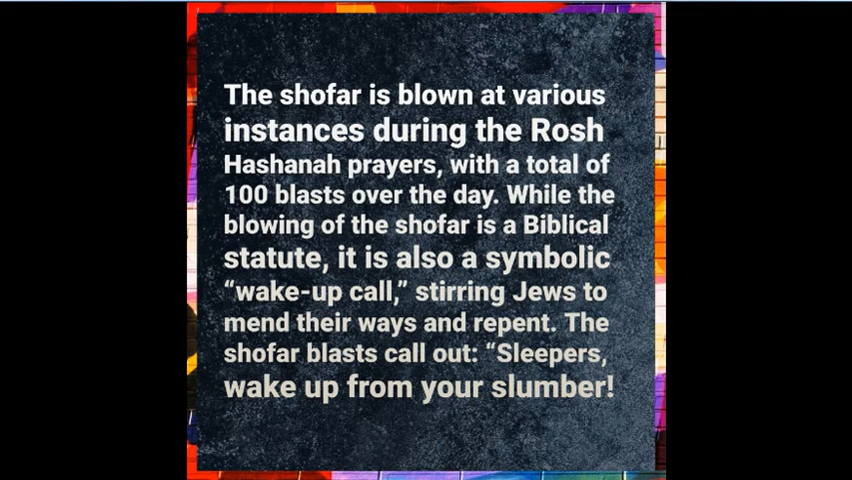 The shofar is blown at various
instances during the Rosh
Hashanah prayers, with a total of
100 blasts over the day. While the
blowing of the shofar is a Biblical
statute, it is also a symbolic
“wake-up call,” stirring Jews to
mend their ways and repent. The
shofar blasts call out: “Sleepers,
wake up from your slumber!